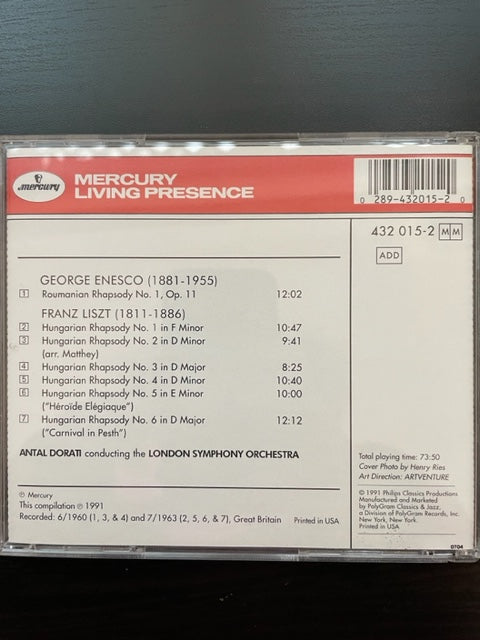 mercury
MERCURY
LIVING PRESENCE
0 289-432015-2 0
432 015-2 MM
ADD
GEORGE ENESCO (1881-1955)
1 Roumanian Rhapsody No. 1, Op. 11 12:02
FRANZ LISZT (1811-1886)
2 Hungarian Rhapsody No. 1 in F Minor 10:47
3 Hungarian Rhapsody No. 2 in D Minor 9:41
(arr. Matthey)
4 Hungarian Rhapsody No. 3 in D Major 8:25
5 Hungarian Rhapsody No. 4 in D Minor 10:40
6 Hungarian Rhapsody No. 5 in E Minor 10:00
("Héroïde Elégiaque")
7 Hungarian Rhapsody No. 6 in D Major 12:12
("Carnival in Pesth")
ANTAL DORATI conducting the LONDON SYMPHONY ORCHESTRA
Total playing time: 73:50
Cover Photo by Henry Ries
Art Direction: ARTVENTURE
℗ Mercury
This compilation ℗ 1991
Recorded: 6/1960 (1, 3, & 4) and 7/1963 (2, 5, 6, & 7), Great Britain Printed in USA
© 1991 Philips Classics Productions
Manufactured and Marketed
by PolyGram Classics & Jazz,
a Division of PolyGram Records, Inc.
New York, New York.
Printed in USA
0704